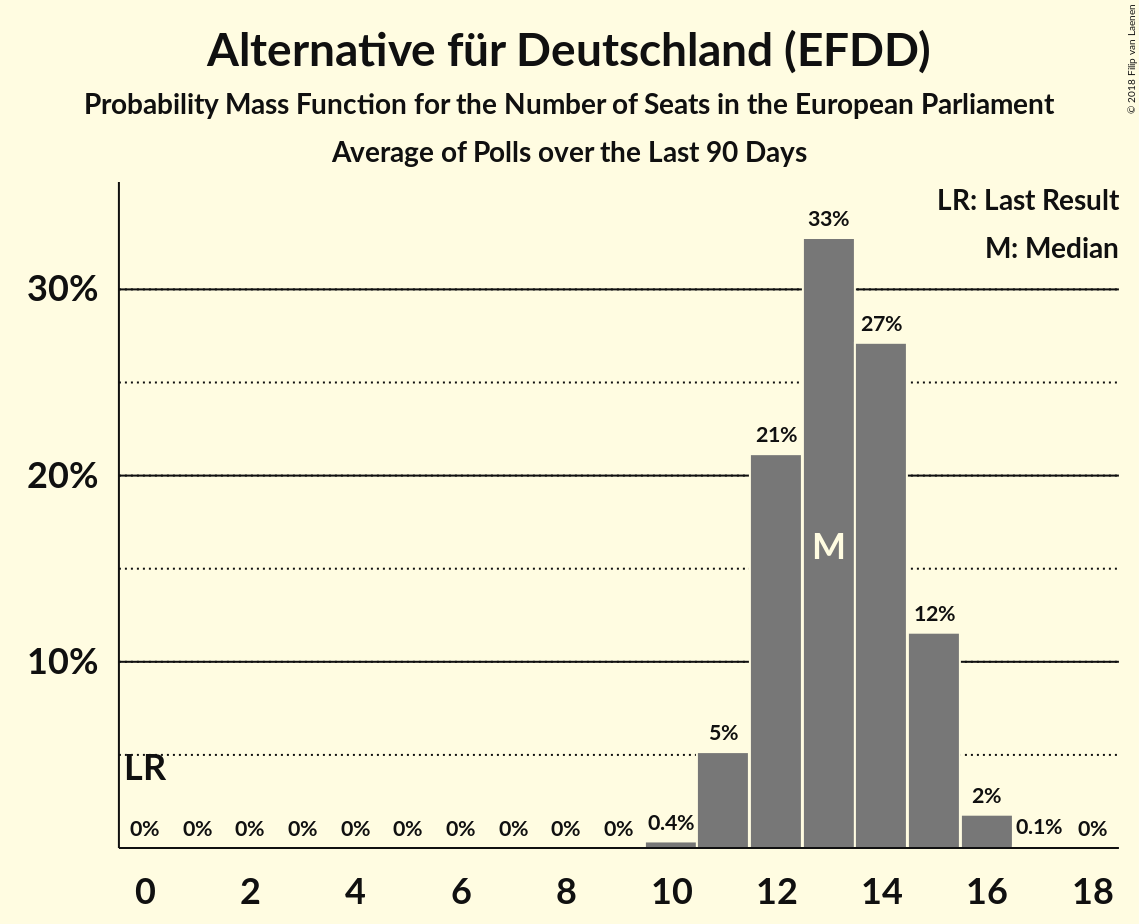 Alternative für Deutschland (EFDD)
Probability Mass Function for the Number of Seats in the European Parliament
Average of Polls over the Last 90 Days
© 2018 Filip van Laenen
LR: Last Result
M: Median
33%
30%
27%
21%
20%
M
12%
10%
5%
LR
2%
0% 0% 0% 0% 0% 0% 0% 0% 0% 0% 0.4% 0.1% 0%
0 2 4 6 8 10 12 14 16 18